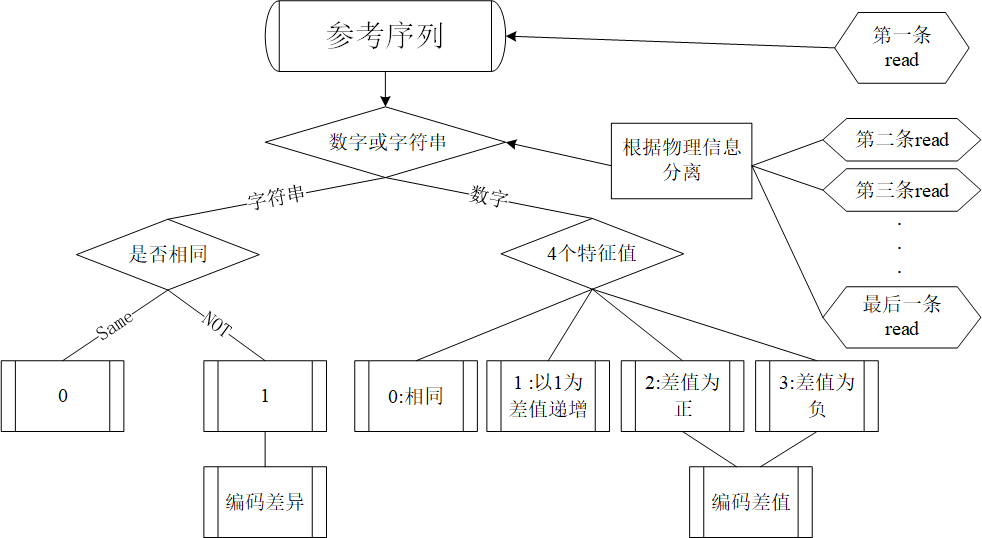 参考序列
第一条
read
数字或字符串
根据物理信息
分离
第二条read
第三条read
.
.
.
最后一条
read
字符串
数字
是否相同
4个特征值
Same
NOT
0
1
0:相同
1 :以1为
差值递增
2:差值为
正
3:差值为
负
编码差异
编码差值